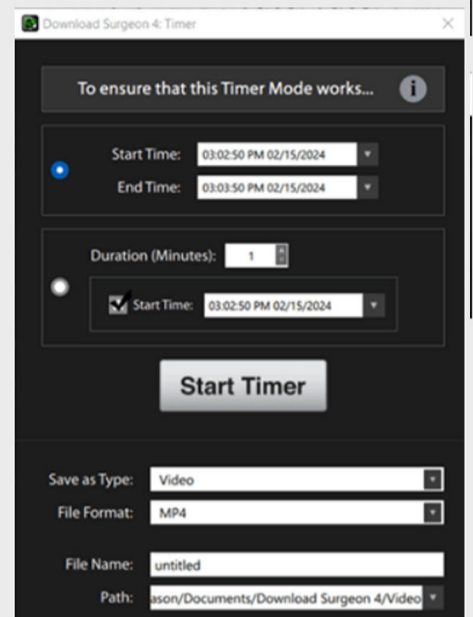 Download Surgeon 4: Timer
To ensure that this Timer Mode works...
Start Time: 03:02:50 PM 02/15/2024
End Time: 03:03:50 PM 02/15/2024
Duration (Minutes): 1
Start Time: 03:02:50 PM 02/15/2024
Start Timer
Save as Type: Video
File Format: MP4
File Name: untitled
Path: ason/Documents/Download Surgeon 4/Video